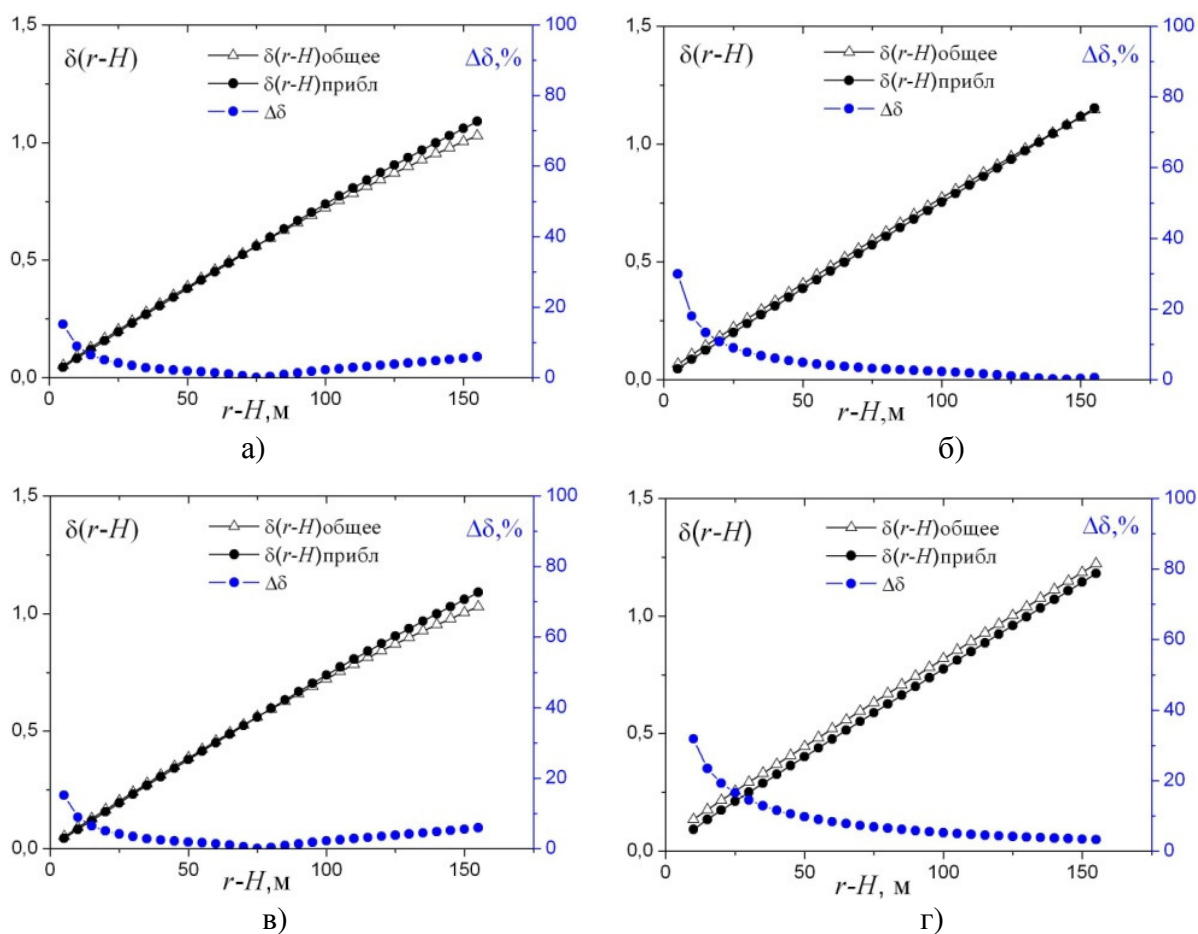 1,5
1,0
0,5
0,0
δ(r-H)
δ(r-H)общее
δ(r-H)прибл
Δδ
Δδ,%
100
80
60
40
20
0
0
50
100
150
r-H,м
а)
1,5
1,0
0,5
0,0
δ(r-H)
δ(r-H)общее
δ(r-H)прибл
Δδ
Δδ,%
100
80
60
40
20
0
0
50
100
150
r-H,м
б)
1,5
1,0
0,5
0,0
δ(r-H)
δ(r-H)общее
δ(r-H)прибл
Δδ
Δδ,%
100
80
60
40
20
0
0
50
100
150
r-H,м
в)
1,5
1,0
0,5
0,0
δ(r-H)
δ(r-H)общее
δ(r-H)прибл
Δδ
Δδ,%
100
80
60
40
20
0
0
50
100
150
r-H, м
г)